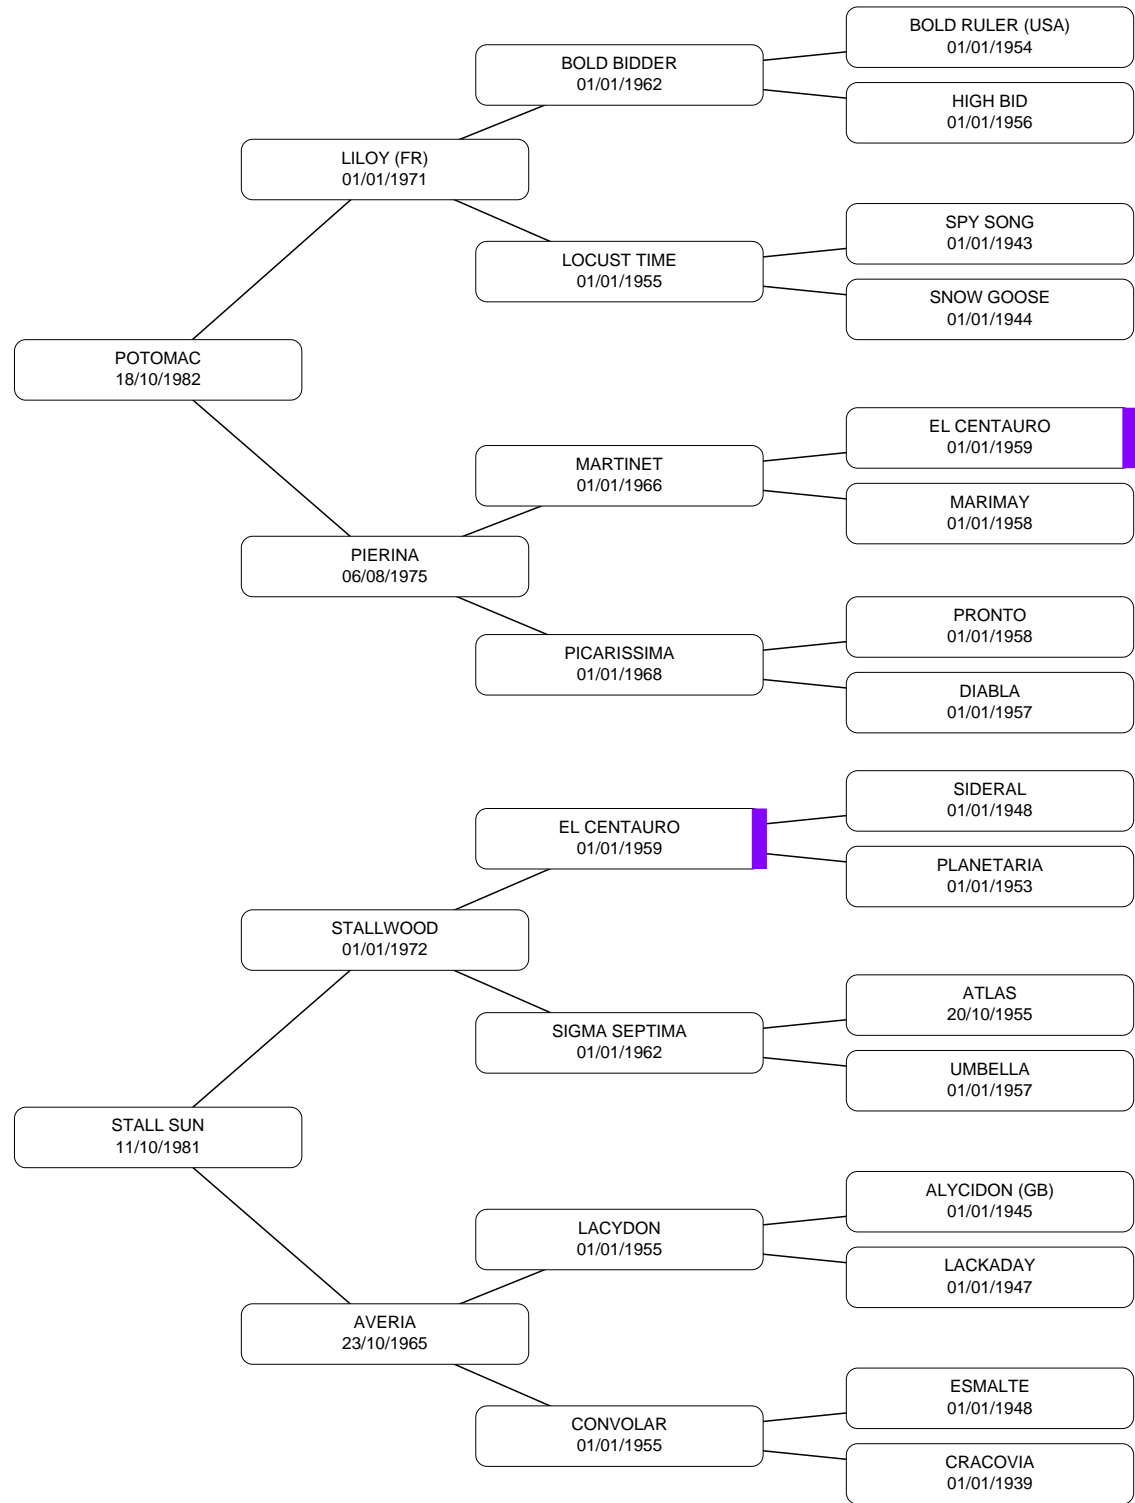 BOLD RULER (USA)
01/01/1954
BOLD BIDDER
01/01/1962
HIGH BID
01/01/1956
LILOY (FR)
01/01/1971
SPY SONG
01/01/1943
LOCUST TIME
01/01/1955
SNOW GOOSE
01/01/1944
POTOMAC
18/10/1982
EL CENTAURO
01/01/1959
MARTINET
01/01/1966
MARIMAY
01/01/1958
PIERINA
06/08/1975
PRONTO
01/01/1958
PICARISSIMA
01/01/1968
DIABLA
01/01/1957
SIDERAL
01/01/1948
EL CENTAURO
01/01/1959
PLANETARIA
01/01/1953
STALLWOOD
01/01/1972
ATLAS
20/10/1955
SIGMA SEPTIMA
01/01/1962
UMBELLA
01/01/1957
STALL SUN
11/10/1981
ALYCIDON (GB)
01/01/1945
LACYDON
01/01/1955
LACKADAY
01/01/1947
AVERIA
23/10/1965
ESMALTE
01/01/1948
CONVOLAR
01/01/1955
CRACOVIA
01/01/1939